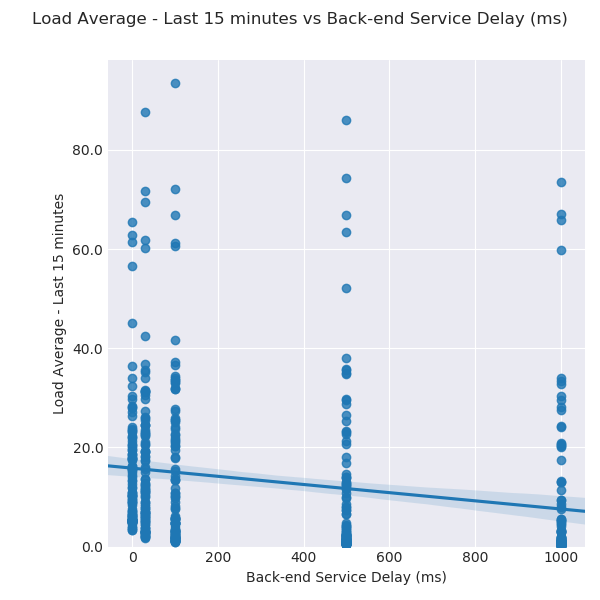 Load Average - Last 15 minutes vs Back-end Service Delay (ms)
80.0
60.0
40.0
20.0
0.0
Load Average - Last 15 minutes
0 200 400 600 800 1000
Back-end Service Delay (ms)